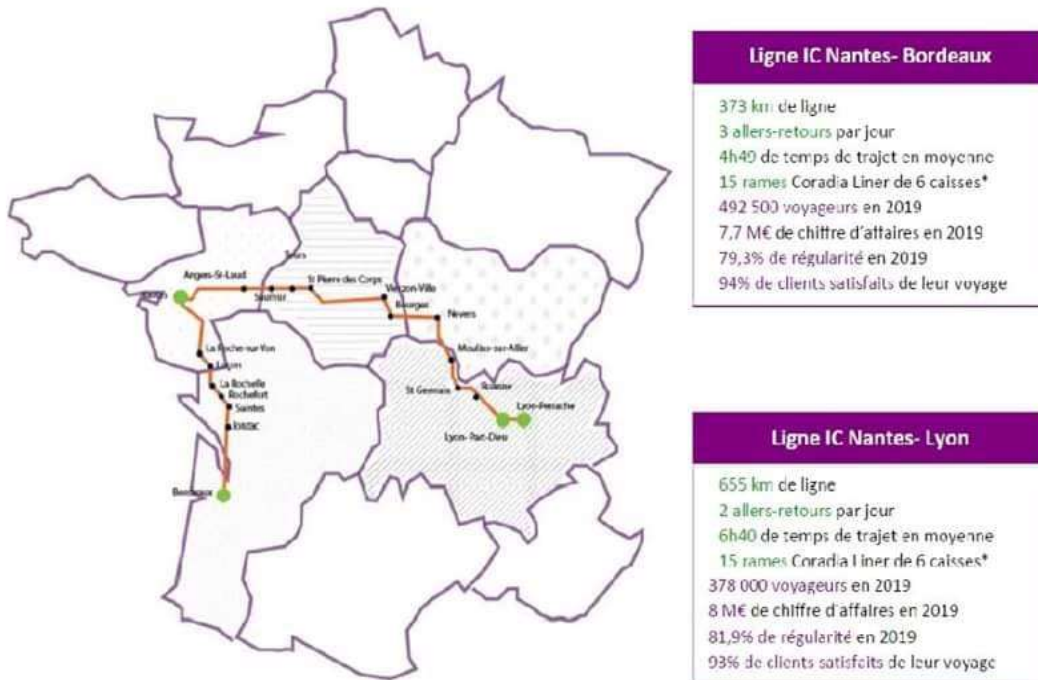 Ligne IC Nantes- Bordeaux
373 km de ligne
3 allers-retours par jour
4h49 de temps de trajet en moyenne
15 rames Coradia Liner de 6 caisses*
492 500 voyageurs en 2019
7,7 M€ de chiffre d'affaires en 2019
79,3% de régularité en 2019
94% de clients satisfaits de leur voyage
Tours
Angers-St-Laud
St Pierre des Corps
Saumur
Vierzon-Ville
Bourges
Nevers
La Roche-sur-Yon
Luçon
Moulins-sur-Allier
La Rochelle
Rochefort
Saintes
Jonzac
St Germain
Roanne
Lyon-Perrache
Lyon- Part-Dieu
Bordeaux
Ligne IC Nantes- Lyon
655 km de ligne
2 allers-retours par jour
6h40 de temps de trajet en moyenne
15 rames Coradia Liner de 6 caisses*
378 000 voyageurs en 2019
8 M€ de chiffre d'affaires en 2019
81,9% de régularité en 2019
93% de clients satisfaits de leur voyage